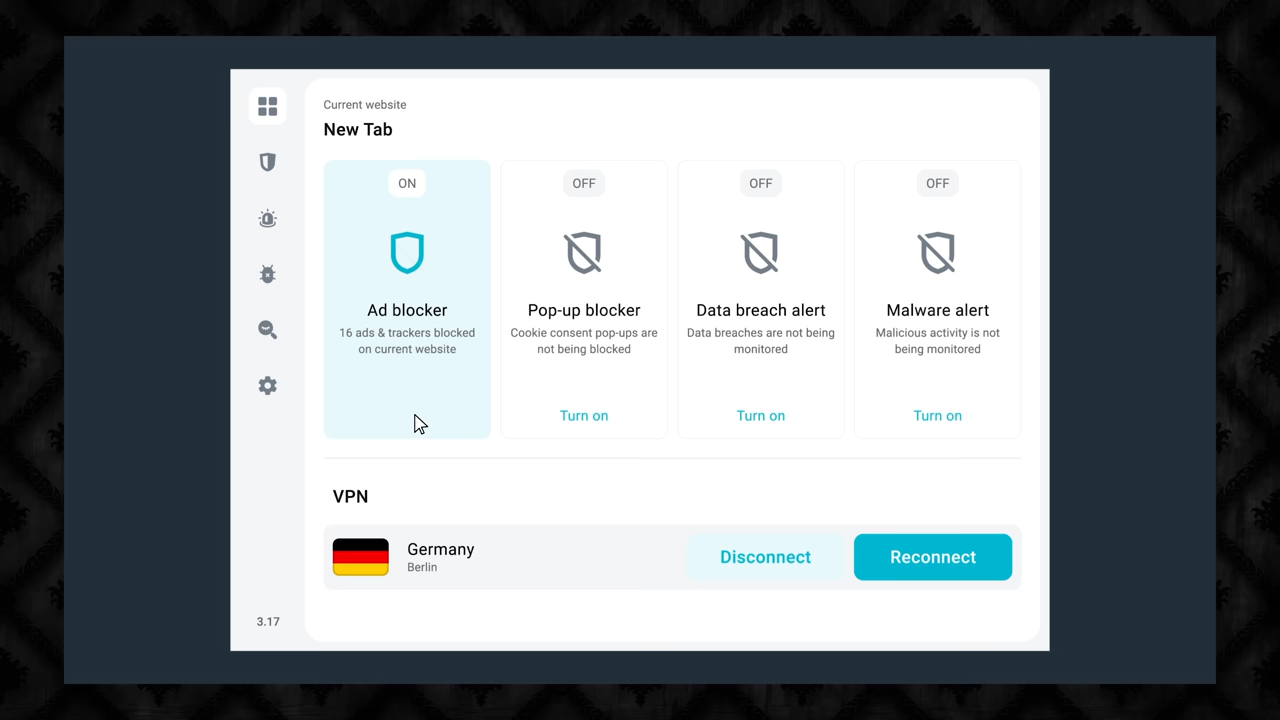 Current website
New Tab
ON
OFF
OFF
OFF
Ad blocker
16 ads & trackers blocked
on current website
Pop-up blocker
Cookie consent pop-ups are
not being blocked
Turn on
Data breach alert
Data breaches are not being
monitored
Turn on
Malware alert
Malicious activity is not
being monitored
Turn on
VPN
Germany
Berlin
Disconnect
Reconnect
3.17